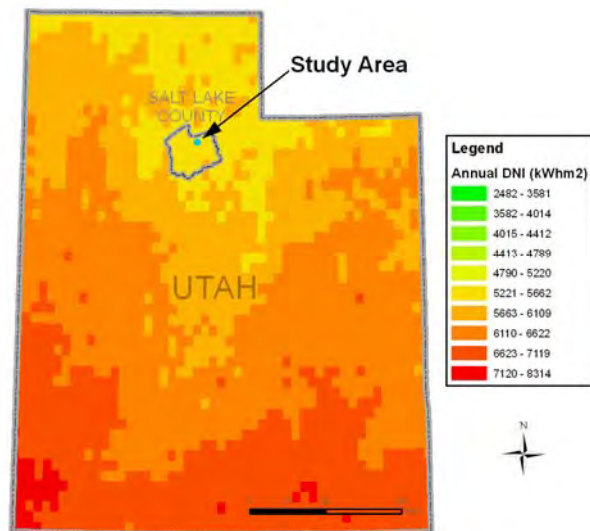 Study Area
SALT LAKE
COUNTY
UTAH
Legend
Annual DNI (kWhm2)
2482 - 3581
3582 - 4014
4015 - 4412
4413 - 4789
4790 - 5220
5221 - 5662
5663 - 6109
6110 - 6622
6623 - 7119
7120 - 8314
N